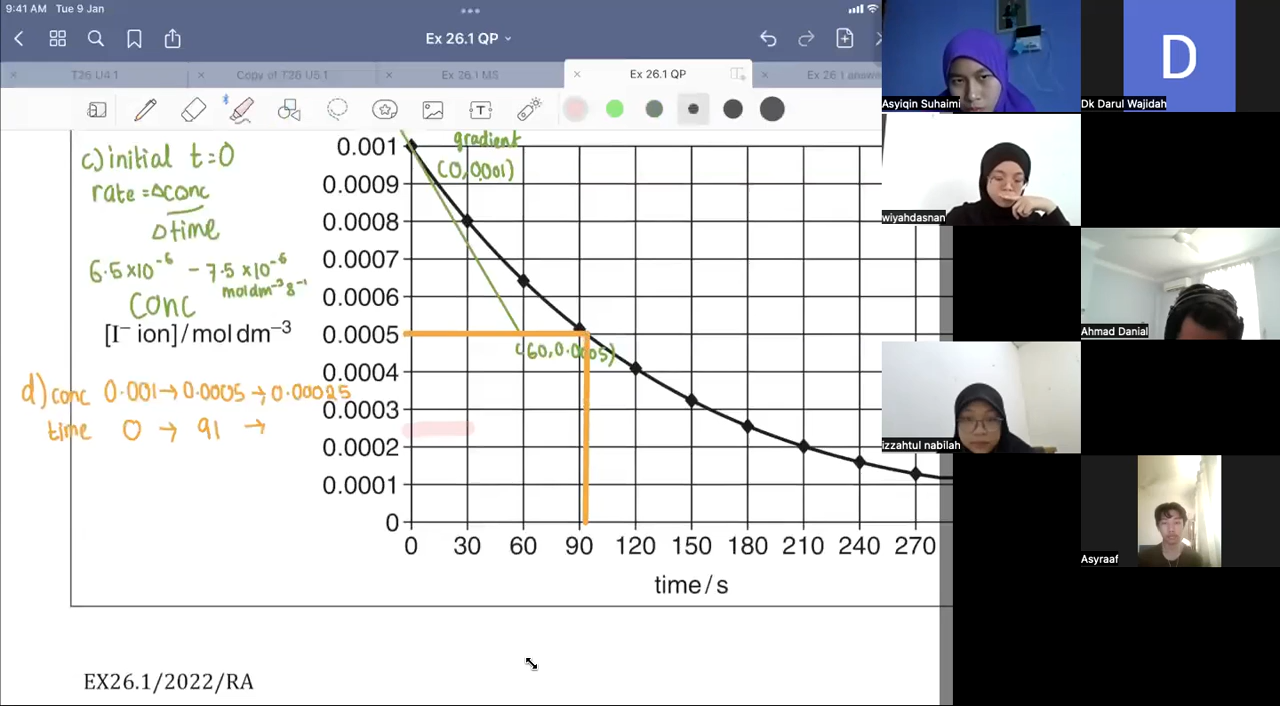 9:41 AM Tue 9 Jan
Ex 26.1 QP
T26 U4.1
Copy of T26 U5.1
Ex 26.1 MS
Ex 26.1 QP
Ex 26.1 answe
T
c) initial t=0
rate = Δconc
Δtime
6.5×10⁻⁶ - 7.5×10⁻⁶
moldm⁻³s⁻¹
conc
[I⁻ ion]/mol dm⁻³
d) conc 0.001 → 0.0005 → 0.00025
time 0 → 91 →
gradient
(0,0.001)
(60,0.0005)
0.001
0.0009
0.0008
0.0007
0.0006
0.0005
0.0004
0.0003
0.0002
0.0001
0
0 30 60 90 120 150 180 210 240 270
time/s
EX26.1/2022/RA
Asyiqin Suhaimi
D
Dk Darul Wajidah
wiyahdasnan
Ahmad Danial
izzahtul nabilah
Asyraaf